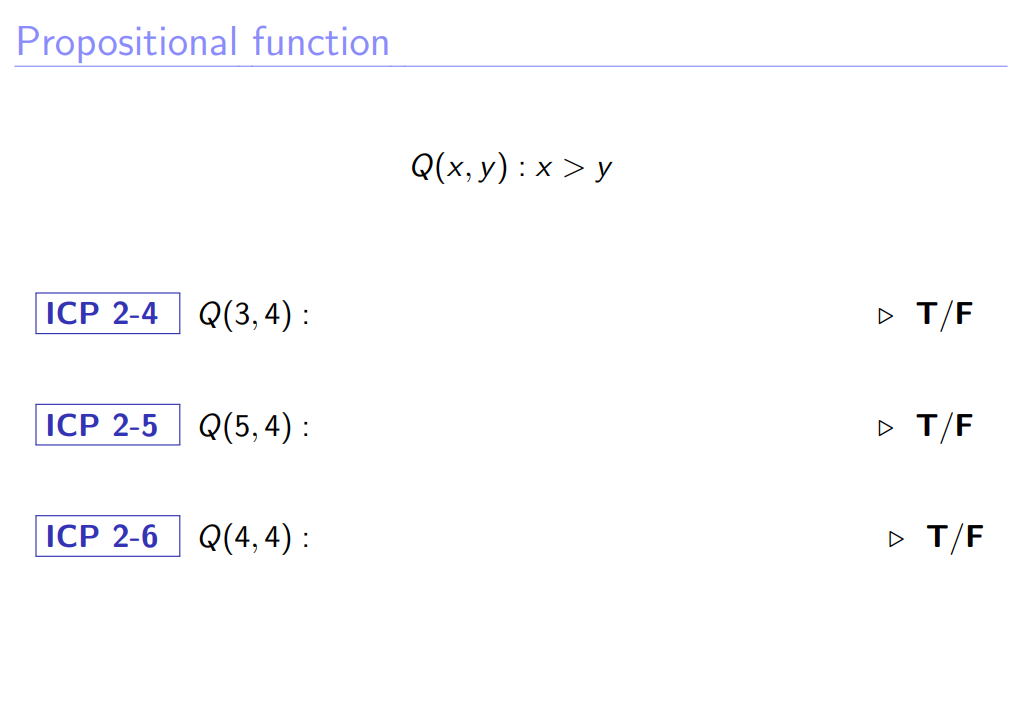 Propositional function
Q(x, y) : x > y
ICP 2-4 Q(3, 4) : ▷ T/F
ICP 2-5 Q(5, 4) : ▷ T/F
ICP 2-6 Q(4, 4) : ▷ T/F